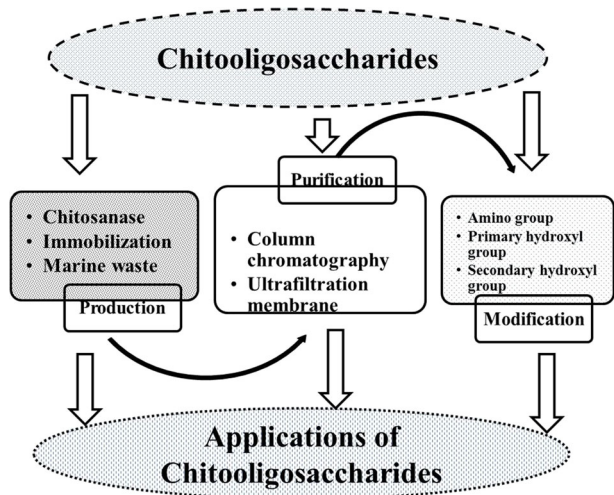 Chitooligosaccharides
Purification
• Chitosanase
• Immobilization
• Marine waste
Production
• Column
chromatography
• Ultrafiltration
membrane
• Amino group
• Primary hydroxyl
group
• Secondary hydroxyl
group
Modification
Applications of
Chitooligosaccharides